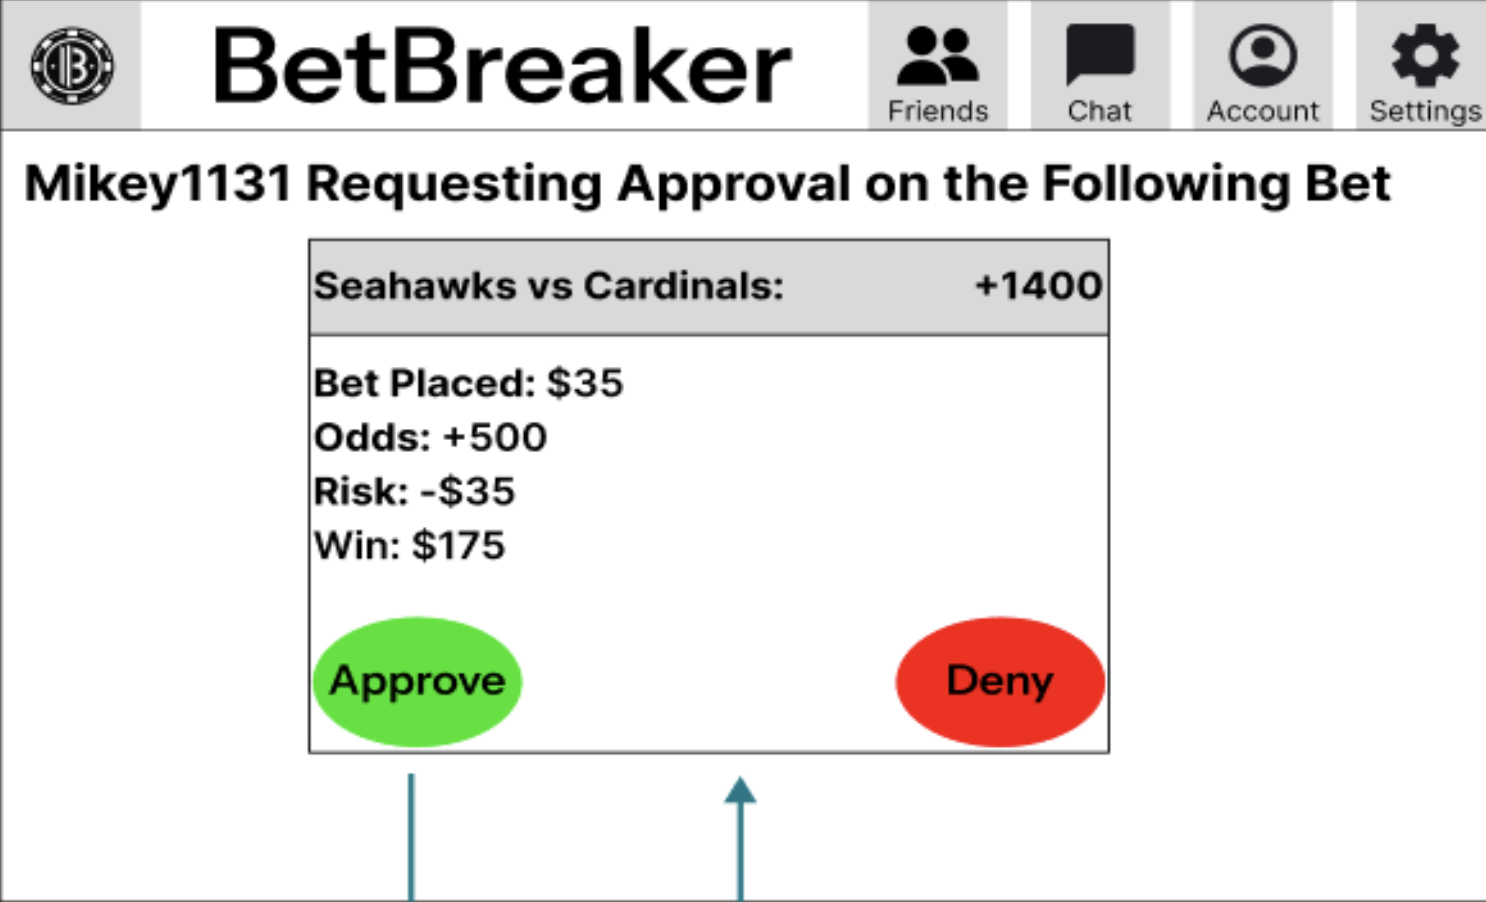 B
BetBreaker
Friends
Chat
Account
Settings
Mikey1131 Requesting Approval on the Following Bet
Seahawks vs Cardinals: +1400
Bet Placed: $35
Odds: +500
Risk: -$35
Win: $175
Approve
Deny